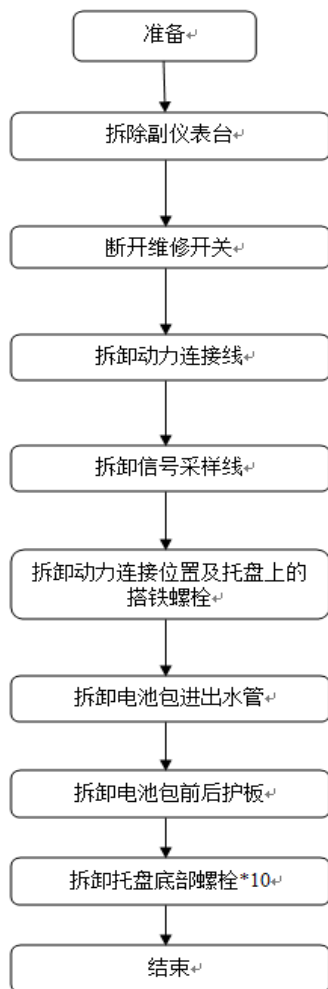 准备
拆除副仪表台
断开维修开关
拆卸动力连接线
拆卸信号采样线
拆卸动力连接位置及托盘上的
搭铁螺栓
拆卸电池包进出水管
拆卸电池包前后护板
拆卸托盘底部螺栓*10
结束